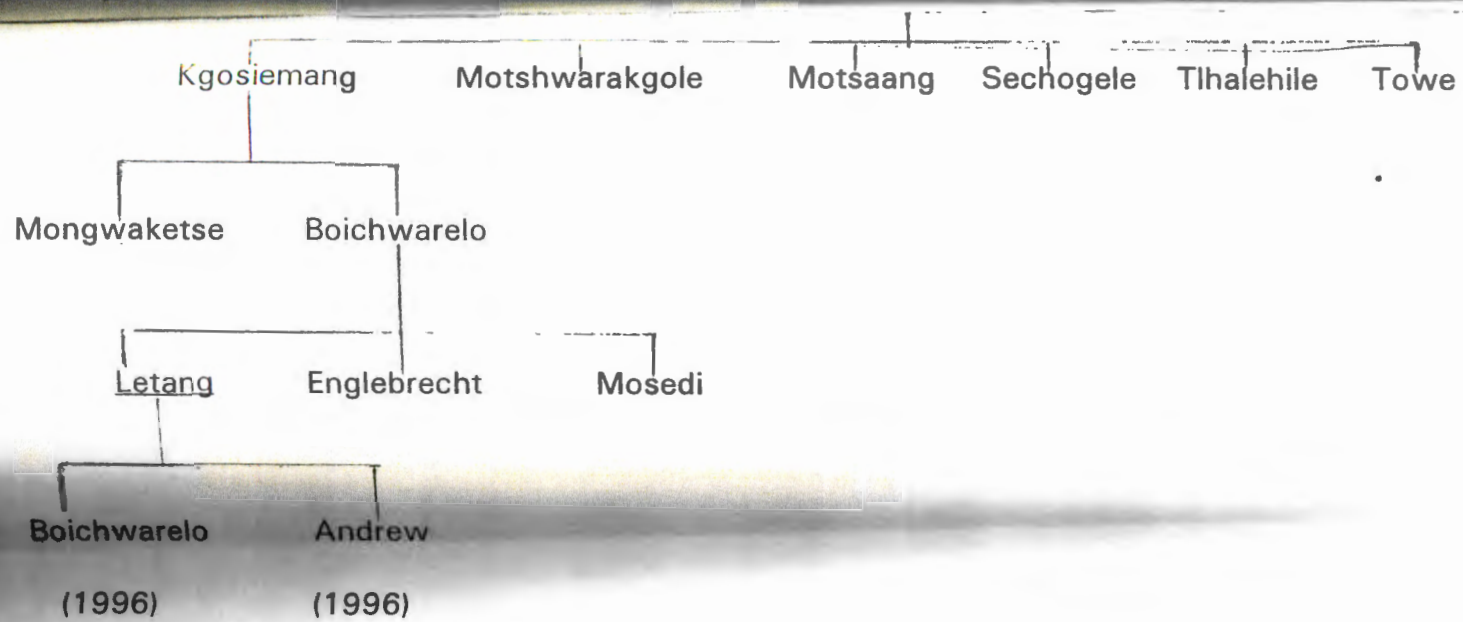 Kgosiemang Motshwarakgole Motsaang Sechogele Tlhalehile Towe
Mongwaketse Boichwarelo
Letang Englebrecht Mosedi
Boichwarelo Andrew
(1996) (1996)